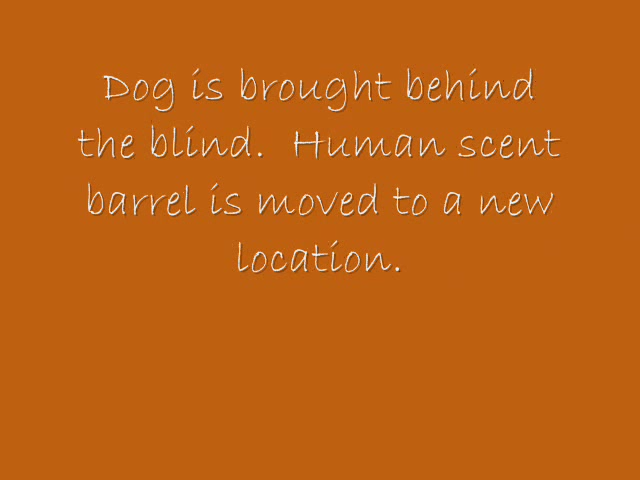 Dog is brought behind
the blind.  Human scent
barrel is moved to a new
location.